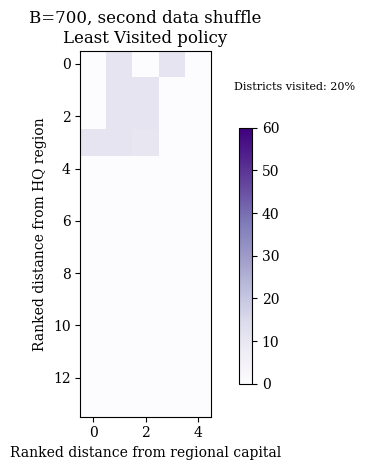 B=700, second data shuffle
Least Visited policy
Districts visited: 20%
60
50
40
30
20
10
0
Ranked distance from HQ region
0
2
4
6
8
10
12
0 2 4
Ranked distance from regional capital